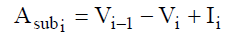 A_{sub_i} = V_{i–1} – V_i + I_i